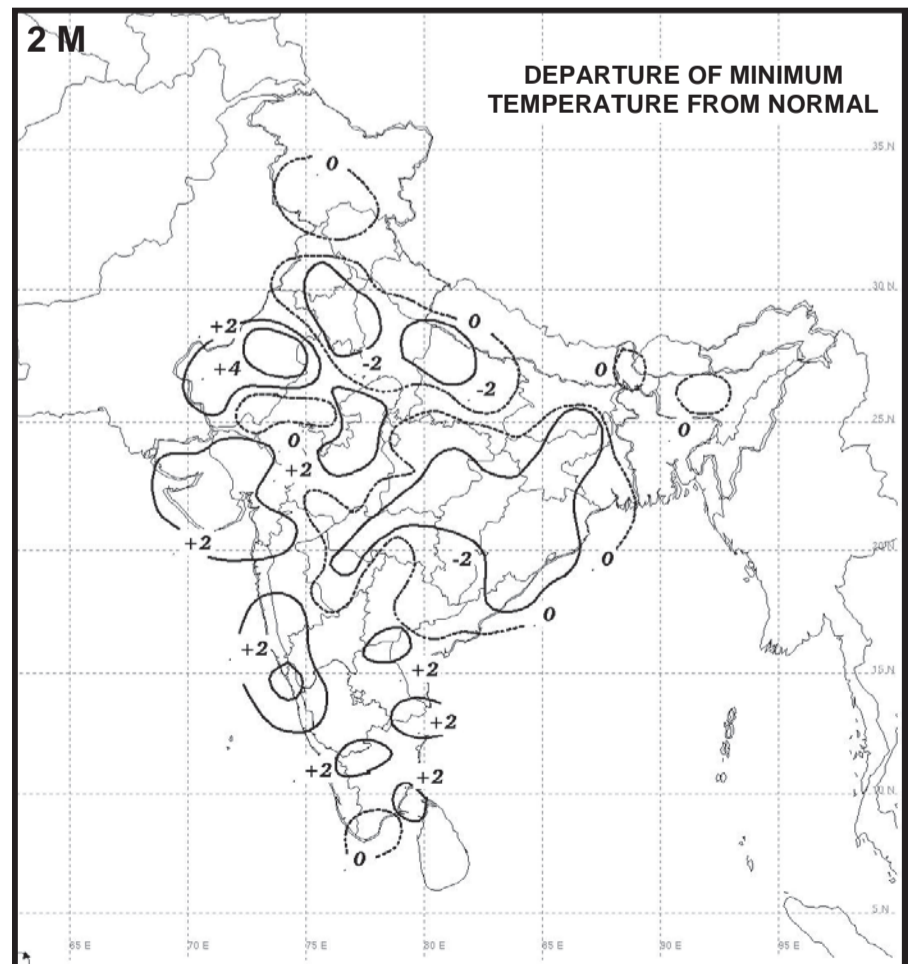 2 M
DEPARTURE OF MINIMUM
TEMPERATURE FROM NORMAL
35 N
0
30 N
+2
0
+4
-2
0
-2
25 N
0
0
+2
+2
-2
20 N
0
0
+2
+2
15 N
+2
+2
+2
10 N
0
5 N
65 E
70 E
75 E
80 E
85 E
90 E
95 E